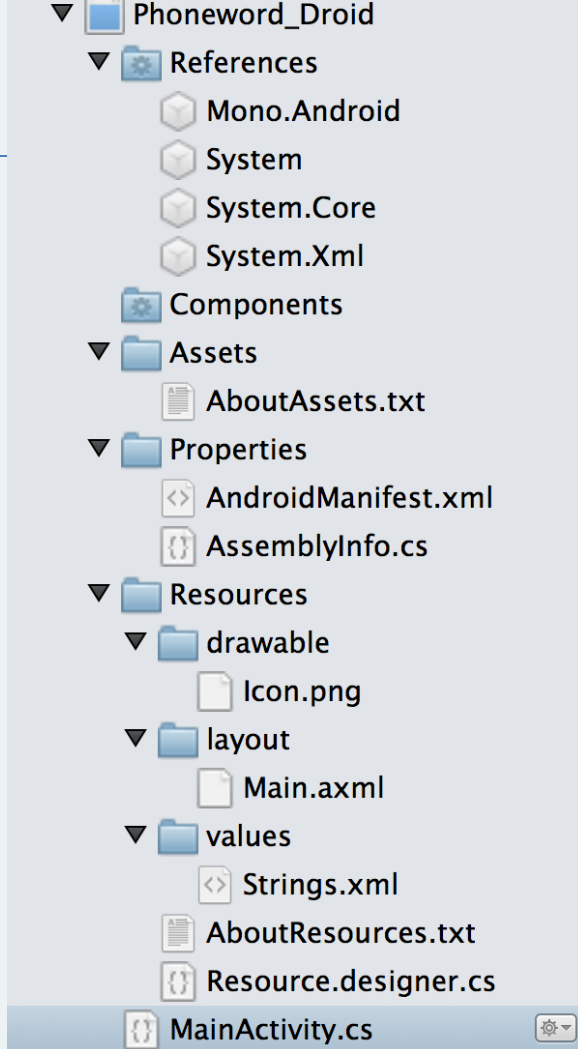 Phoneword_Droid
References
Mono.Android
System
System.Core
System.Xml
Components
Assets
AboutAssets.txt
Properties
AndroidManifest.xml
AssemblyInfo.cs
Resources
drawable
Icon.png
layout
Main.axml
values
Strings.xml
AboutResources.txt
Resource.designer.cs
MainActivity.cs